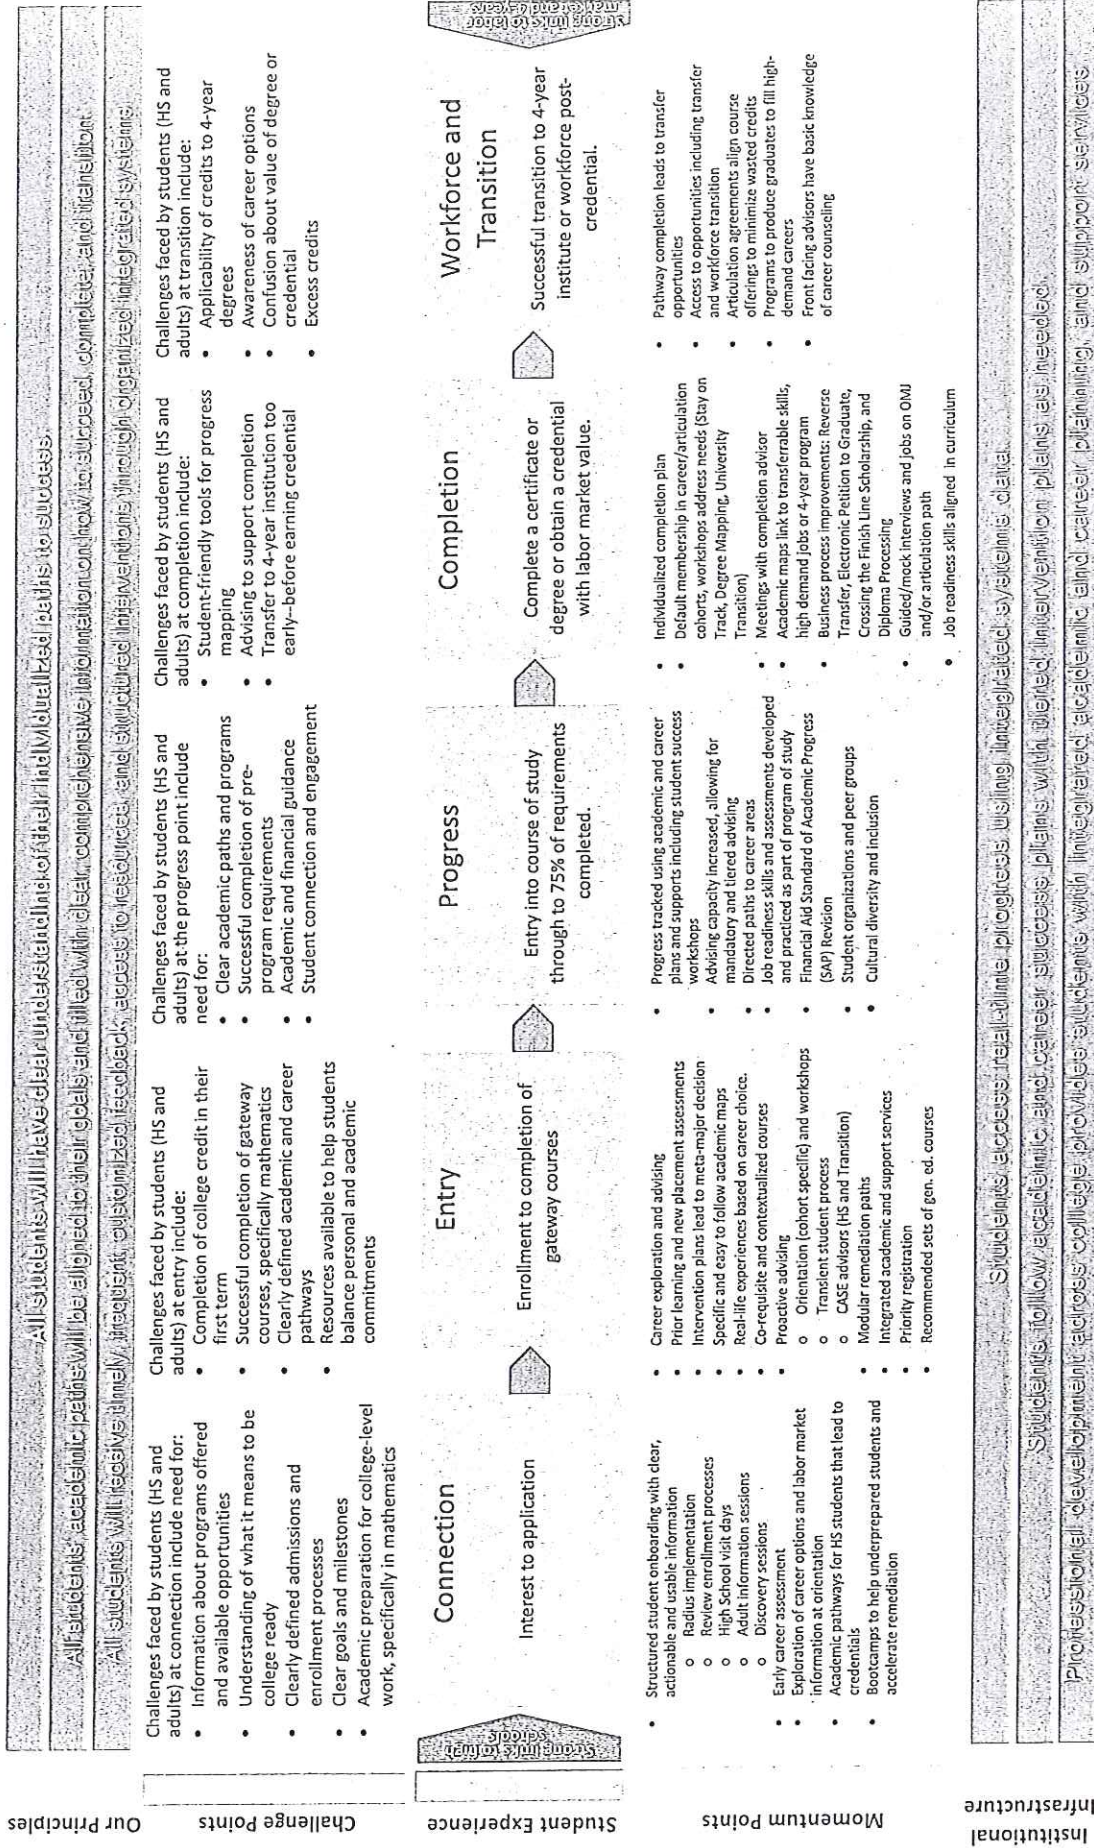 Our Principles
All students will have clear understanding of their individualized paths to success.
All students' academic paths will be aligned to their goals and filled with clear, comprehensive information on how to succeed, complete, and transition.
All students will receive timely, frequent, customized feedback, access to resources, and structured interventions through organized integrated systems.
Challenge Points
Challenges faced by students (HS and
adults) at connection include need for:
• Information about programs offered
and available opportunities
• Understanding of what it means to be
college ready
• Clearly defined admissions and
enrollment processes
• Clear goals and milestones
• Academic preparation for college-level
work, specifically in mathematics
Challenges faced by students (HS and
adults) at entry include:
• Completion of college credit in their
first term
• Successful completion of gateway
courses, specifically mathematics
• Clearly defined academic and career
pathways
• Resources available to help students
balance personal and academic
commitments
Challenges faced by students (HS and
adults) at the progress point include
need for:
• Clear academic paths and programs
• Successful completion of pre-
program requirements
• Academic and financial guidance
• Student connection and engagement
Challenges faced by students (HS and
adults) at completion include:
• Student-friendly tools for progress
mapping
• Advising to support completion
• Transfer to 4-year institution too
early--before earning credential
Challenges faced by students (HS and
adults) at transition include:
• Applicability of credits to 4-year
degrees
• Awareness of career options
• Confusion about value of degree or
credential
• Excess credits
Student Experience
Strong links to high
schools
Connection
Interest to application
Entry
Enrollment to completion of
gateway courses
Progress
Entry into course of study
through to 75% of requirements
completed.
Completion
Complete a certificate or
degree or obtain a credential
with labor market value.
Workforce and
Transition
Successful transition to 4-year
institute or workforce post-
credential.
Strong links to labor
market and 4-years
Momentum Points
• Structured student onboarding with clear,
actionable and usable information
o Radius implementation
o Review enrollment processes
o High School visit days
o Adult information sessions
o Discovery sessions
• Early career assessment
• Exploration of career options and labor market
information at orientation
• Academic pathways for HS students that lead to
credentials
• Bootcamps to help underprepared students and
accelerate remediation
• Career exploration and advising
• Prior learning and new placement assessments
• Intervention plans lead to meta-major decision
• Specific and easy to follow academic maps
• Real-life experiences based on career choice.
• Co-requisite and contextualized courses
• Proactive advising
o Orientation (cohort specific) and workshops
o Transient student process
o CASE advisors (HS and Transition)
• Modular remediation paths
• Integrated academic and support services
• Priority registration
• Recommended sets of gen. ed. courses
• Progress tracked using academic and career
plans and supports including student success
workshops
• Advising capacity increased, allowing for
mandatory and tiered advising
• Directed paths to career areas
• Job readiness skills and assessments developed
and practiced as part of program of study
• Financial Aid Standard of Academic Progress
(SAP) Revision
• Student organizations and peer groups
• Cultural diversity and inclusion
• Individualized completion plan
• Default membership in career/articulation
cohorts, workshops address needs (Stay on
Track, Degree Mapping, University
Transition)
• Meetings with completion advisor
• Academic maps link to transferable skills,
high demand jobs or 4-year program
• Business process improvements: Reverse
Transfer, Electronic Petition to Graduate,
Crossing the Finish Line Scholarship, and
Diploma Processing
• Guided/mock interviews and jobs on OMJ
and/or articulation path
• Job readiness skills aligned in curriculum
• Pathway completion leads to transfer
opportunities
• Access to opportunities including transfer
and workforce transition
• Articulation agreements align course
offerings to minimize wasted credits
• Programs to produce graduates to fill high-
demand careers
• Front facing advisors have basic knowledge
of career counseling
Institutional
Infrastructure
Students access real-time progress using integrated systems data.
Students follow academic and career success plans with tiered intervention plans as needed.
Professional development across college provides students with integrated academic and career planning, and support services